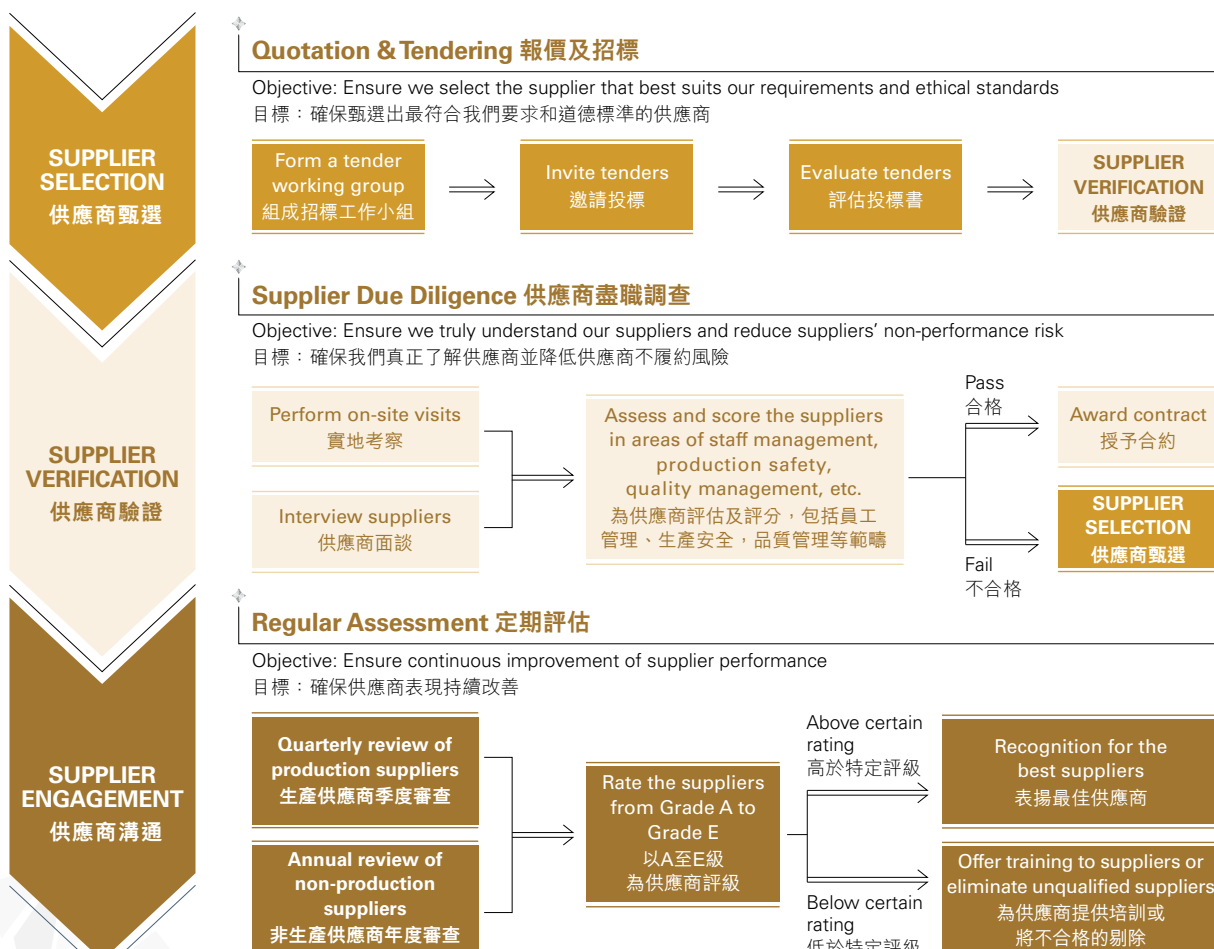 SUPPLIER
SELECTION
供應商甄選
Quotation & Tendering 報價及招標
Objective: Ensure we select the supplier that best suits our requirements and ethical standards
目標：確保甄選出最符合我們要求和道德標準的供應商
Form a tender
working group
組成招標工作小組
Invite tenders
邀請投標
Evaluate tenders
評估投標書
SUPPLIER
VERIFICATION
供應商驗證
SUPPLIER
VERIFICATION
供應商驗證
Supplier Due Diligence 供應商盡職調查
Objective: Ensure we truly understand our suppliers and reduce suppliers’ non-performance risk
目標：確保我們真正了解供應商並降低供應商不履約風險
Perform on-site visits
實地考察
Interview suppliers
供應商面談
Assess and score the suppliers
in areas of staff management,
production safety,
quality management, etc.
為供應商評估及評分，包括員工
管理、生產安全，品質管理等範疇
Pass
合格
Award contract
授予合約
Fail
不合格
SUPPLIER
SELECTION
供應商甄選
SUPPLIER
ENGAGEMENT
供應商溝通
Regular Assessment 定期評估
Objective: Ensure continuous improvement of supplier performance
目標：確保供應商表現持續改善
Quarterly review of
production suppliers
生產供應商季度審查
Annual review of
non-production
suppliers
非生產供應商年度審查
Rate the suppliers
from Grade A to
Grade E
以A至E級
為供應商評級
Above certain
rating
高於特定評級
Recognition for the
best suppliers
表揚最佳供應商
Below certain
rating
低於特定評級
Offer training to suppliers or
eliminate unqualified suppliers
為供應商提供培訓或
將不合格的剔除